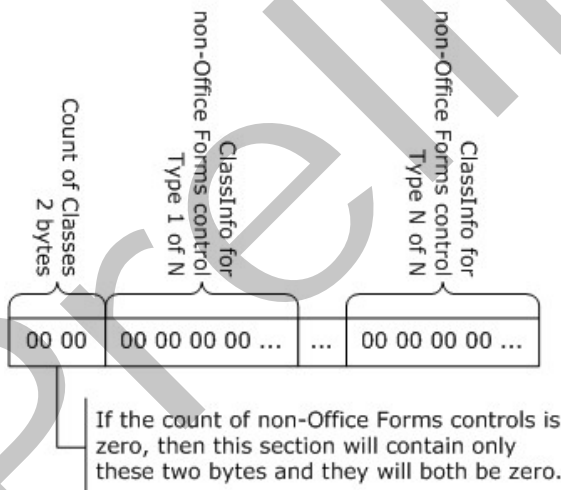 Count of Classes
2 bytes
ClassInfo for
non-Office Forms control
Type 1 of N
ClassInfo for
non-Office Forms control
Type N of N
00 00
00 00 00 00 ...
...
00 00 00 00 ...
If the count of non-Office Forms controls is
zero, then this section will contain only
these two bytes and they will both be zero.